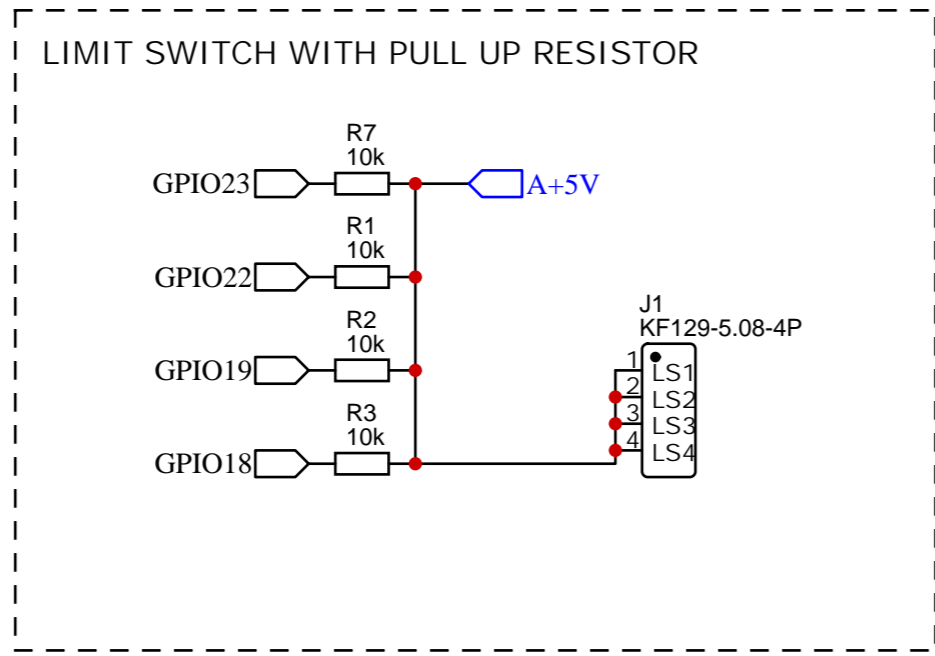 LIMIT SWITCH WITH PULL UP RESISTOR
R7
10k
GPIO23
A+5V
R1
10k
GPIO22
R2
10k
GPIO19
R3
10k
GPIO18
J1
KF129-5.08-4P
1 LS1
2 LS2
3 LS3
4 LS4